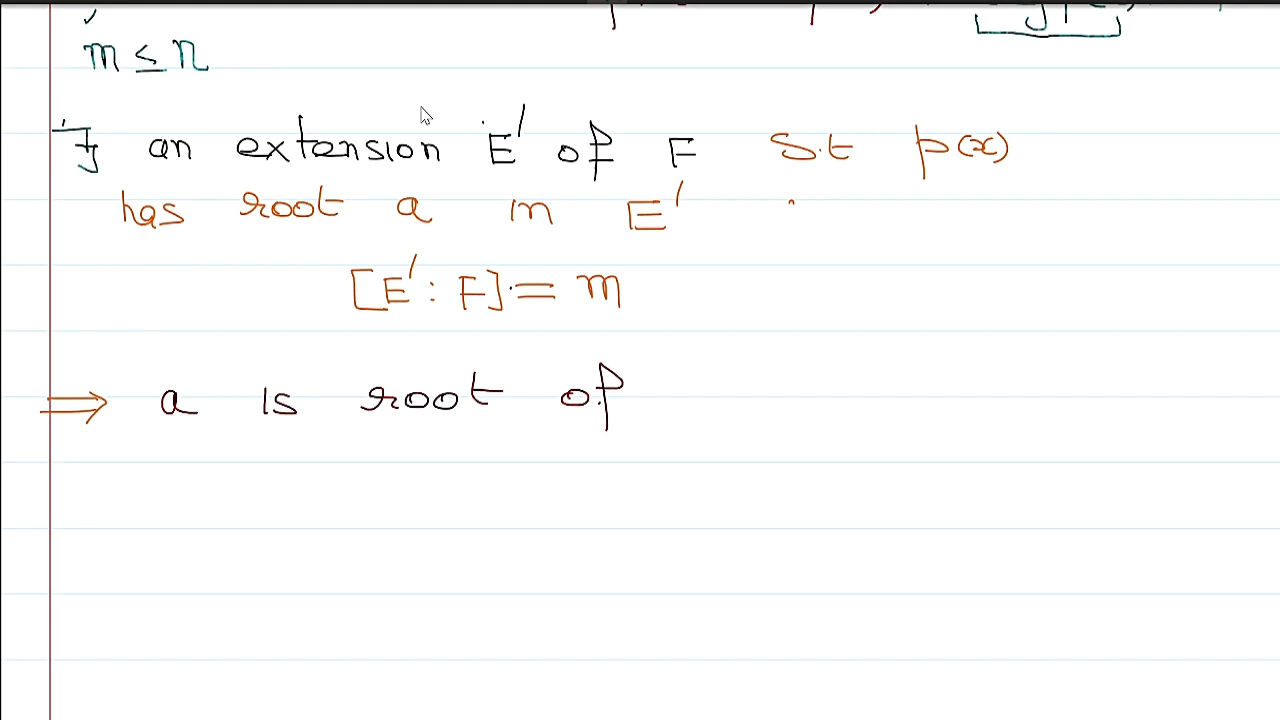 m ≤ n
∃ an extension E' of F s.t p(x)
has root a in E'
[E' : F] = m
⇒ a is root of